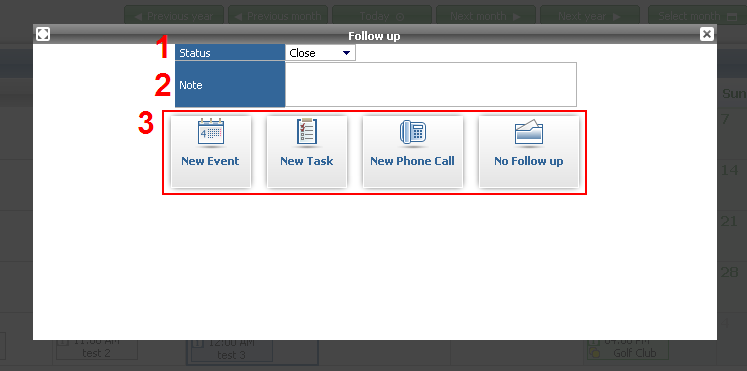 ◄ Previous year ◄ Previous month Today Next month ► Next year ► Select month
Follow up
1 Status Close
2 Note
Sun
7
3
4
New Event New Task New Phone Call No Follow up
14
21
28
11:00 AM 12:00 AM 04:00 PM
test 2 test 3 Golf Club